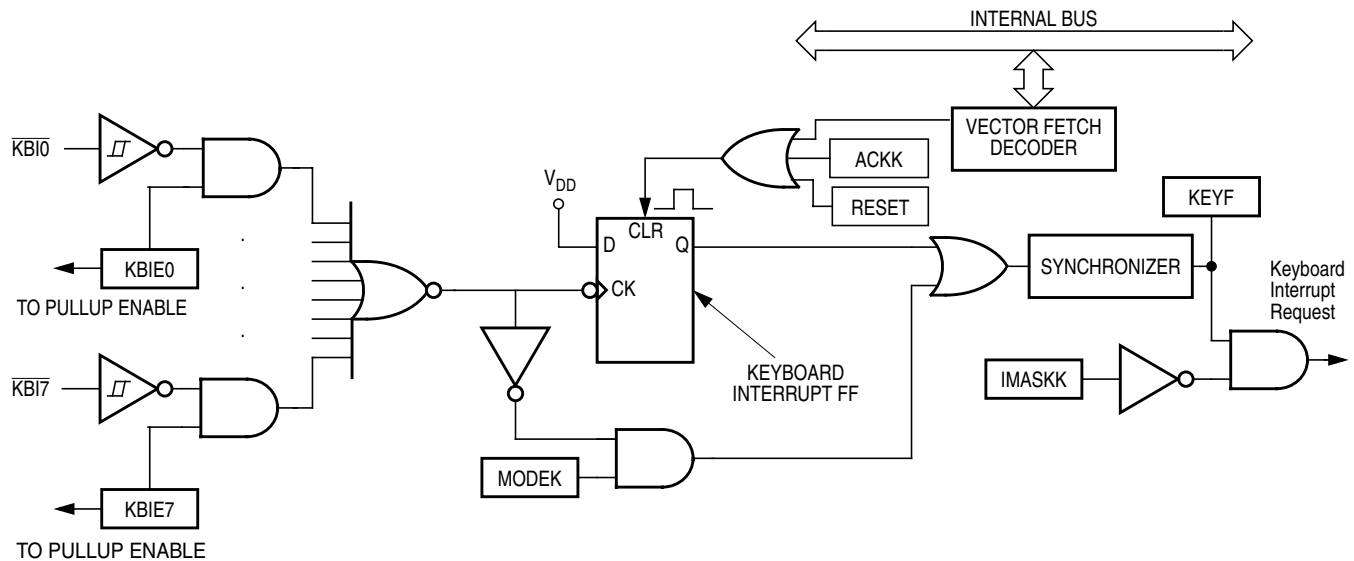 INTERNAL BUS
VECTOR FETCH
DECODER
ACKK
RESET
KBI0
KBIE0
TO PULLUP ENABLE
KBI7
KBIE7
TO PULLUP ENABLE
VDD
CLR
D
Q
CK
KEYBOARD
INTERRUPT FF
MODEK
SYNCHRONIZER
KEYF
IMASKK
Keyboard
Interrupt
Request